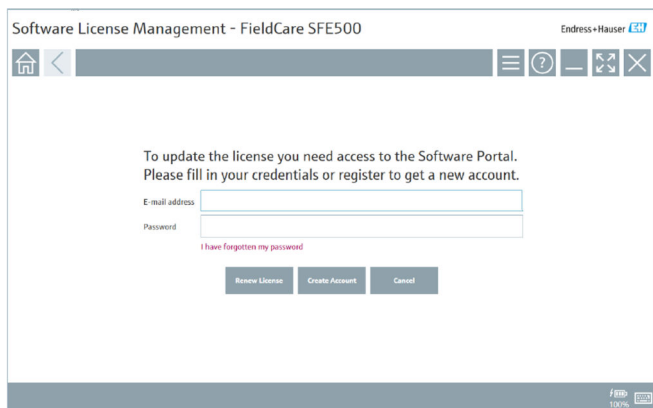 Software License Management - FieldCare SFE500
Endress+Hauser EH
?
To update the license you need access to the Software Portal.
Please fill in your credentials or register to get a new account.
E-mail address
Password
I have forgotten my password
Renew License Create Account Cancel
100%